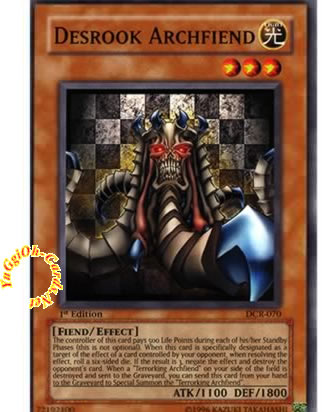 DESROOK ARCHFIEND
LIGHT
光
YuGgiOh-CardsArt
1st Edition
DCR-070
[FIEND/EFFECT]
The controller of this card pays 500 Life Points during each of his/her Standby
Phases (this is not optional). When this card is specifically designated as a
target of the effect of a card controlled by your opponent, when resolving the
effect, roll a six-sided die. If the result is 3, negate the effect and destroy the
opponent's card. When a "Terrorking Archfiend" on your side of the field is
destroyed and sent to the Graveyard, you can send this card from your hand
to the Graveyard to Special Summon the "Terrorking Archfiend".
ATK/1100 DEF/1800
©1996 KAZUKI TAKAHASHI